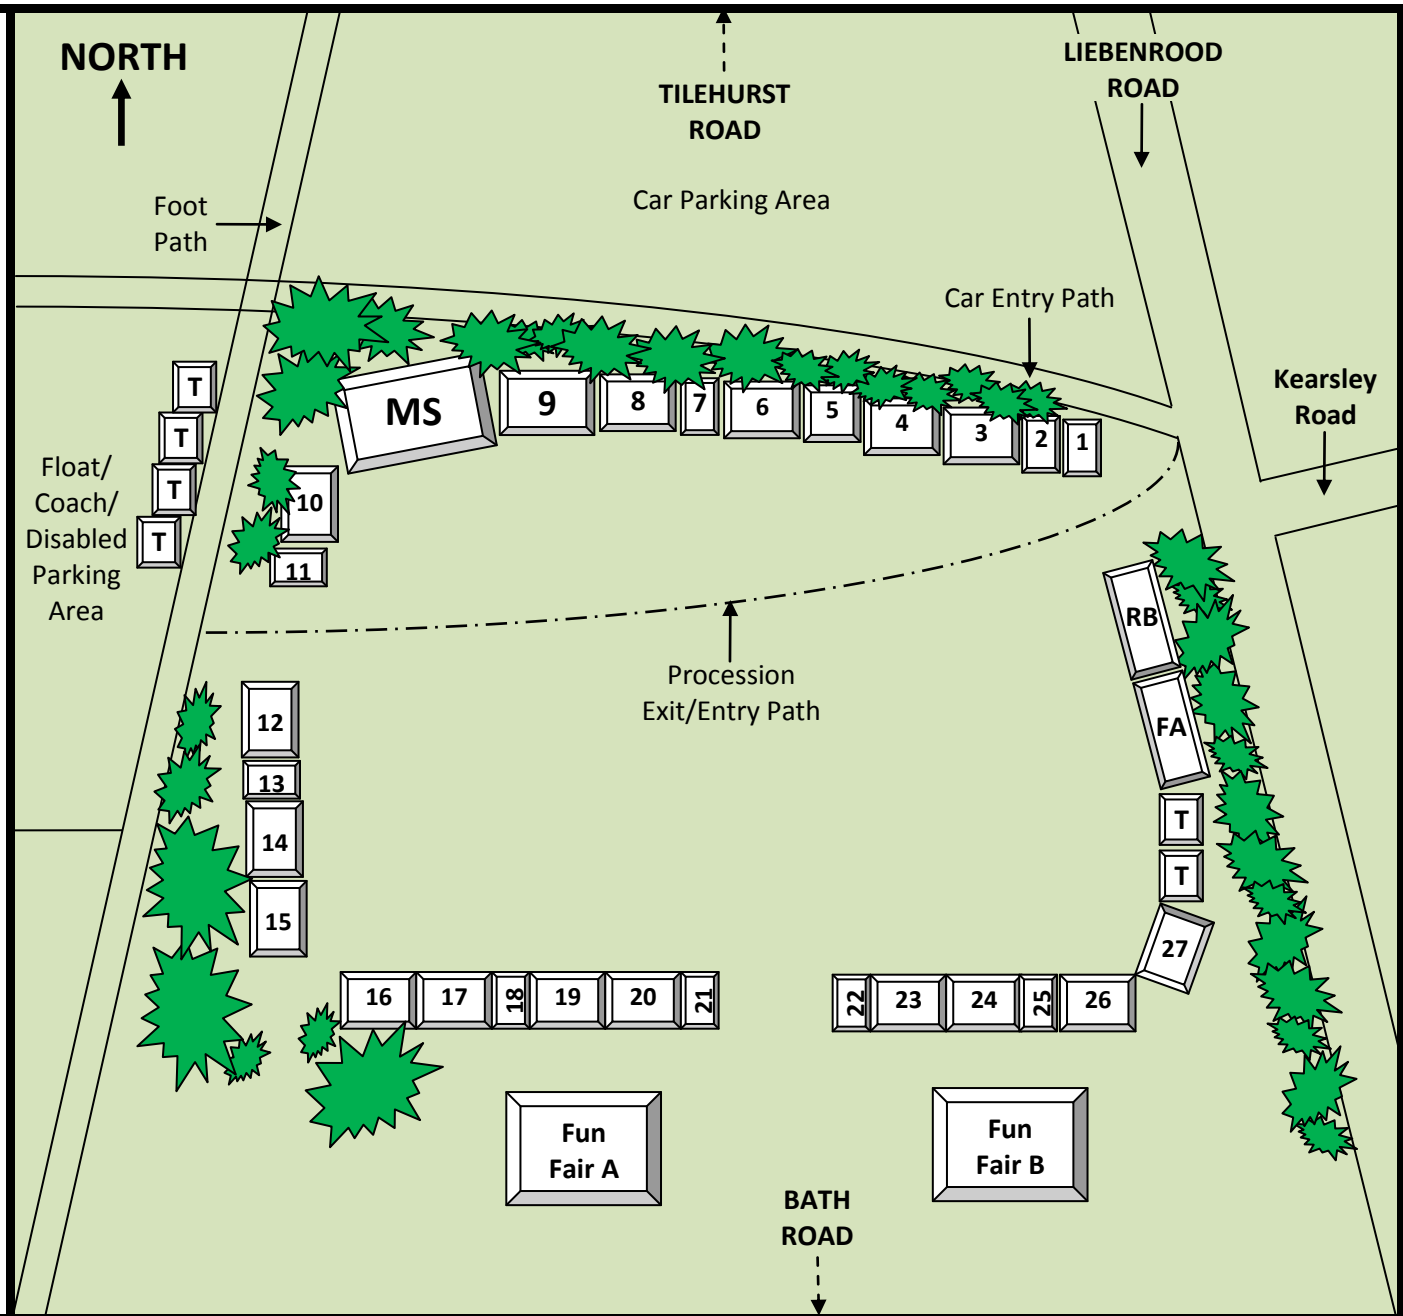 NORTH
TILEHURST
ROAD
LIEBENROOD
ROAD
Car Parking Area
Foot
Path
Car Entry Path
Kearsley
Road
T
T
T
T
MS
9
8
7
6
5
4
3
2
1
Float/
Coach/
Disabled
Parking
Area
10
11
RB
FA
Procession
Exit/Entry Path
12
13
14
15
T
T
27
16
17
18
19
20
21
22
23
24
25
26
Fun
Fair A
Fun
Fair B
BATH
ROAD